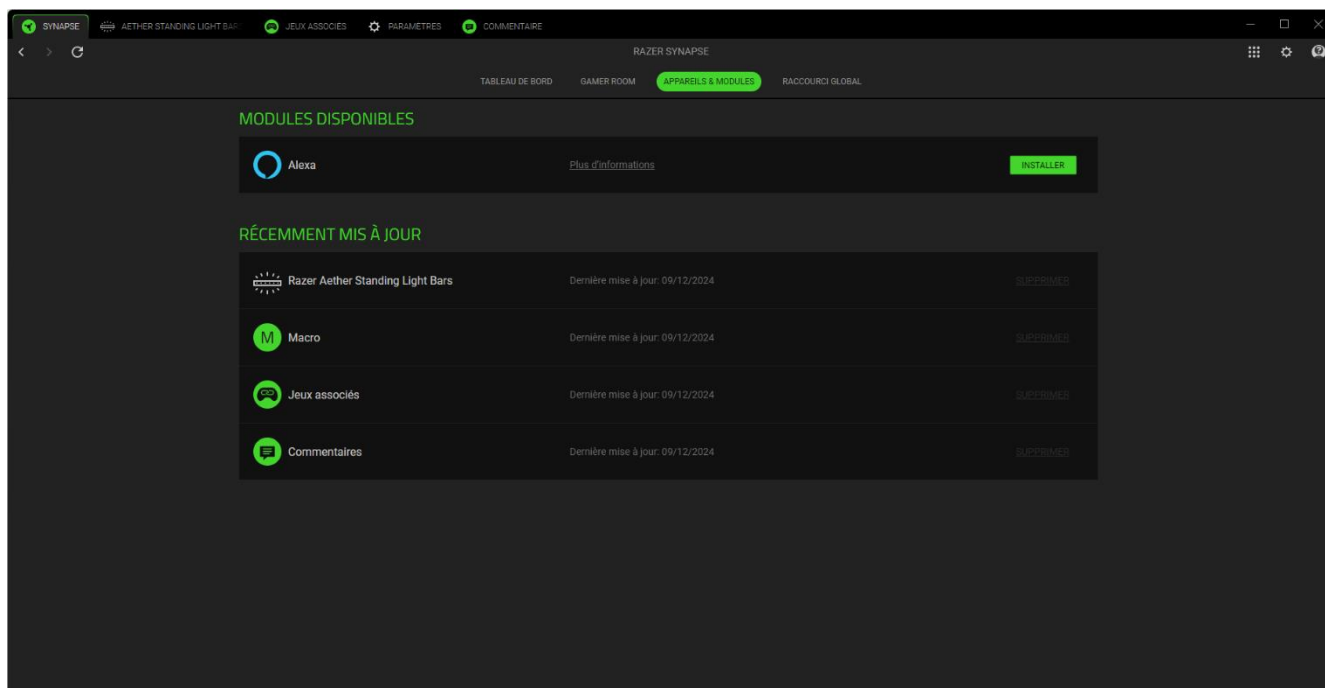 SYNAPSE AETHER STANDING LIGHT BAR JEUX ASSOCIÉS PARAMETRES COMMENTAIRE
RAZER SYNAPSE
TABLEAU DE BORD GAMER ROOM APPAREILS & MODULES RACCOURCI GLOBAL
MODULES DISPONIBLES
Alexa Plus d'informations INSTALLER
RÉCEMMENT MIS À JOUR
Razer Aether Standing Light Bars Dernière mise à jour: 09/12/2024 SUPPRIMER
M Macro Dernière mise à jour: 09/12/2024 SUPPRIMER
Jeux associés Dernière mise à jour: 09/12/2024 SUPPRIMER
Commentaires Dernière mise à jour: 09/12/2024 SUPPRIMER